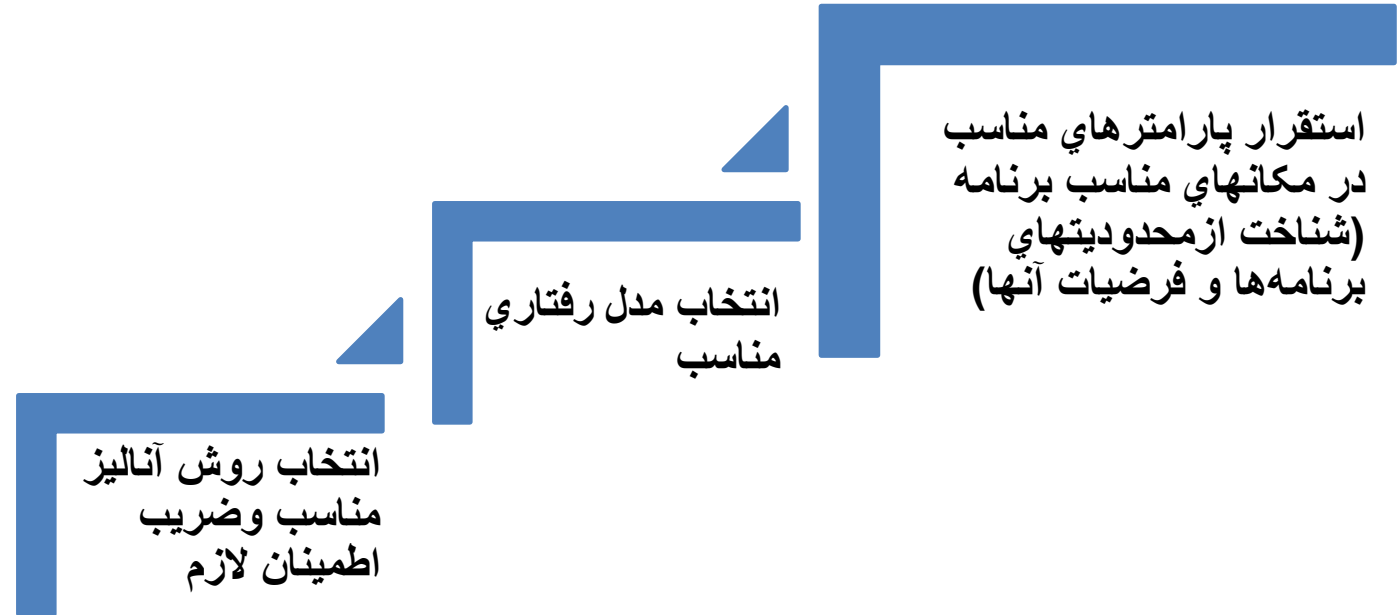 استقرار پارامترهاي مناسب
در مكانهاي مناسب برنامه
(شناخت ازمحدوديتهاي
برنامه‌ها و فرضيات آنها)
انتخاب مدل رفتاري
مناسب
انتخاب روش آناليز
مناسب وضريب
اطمينان لازم